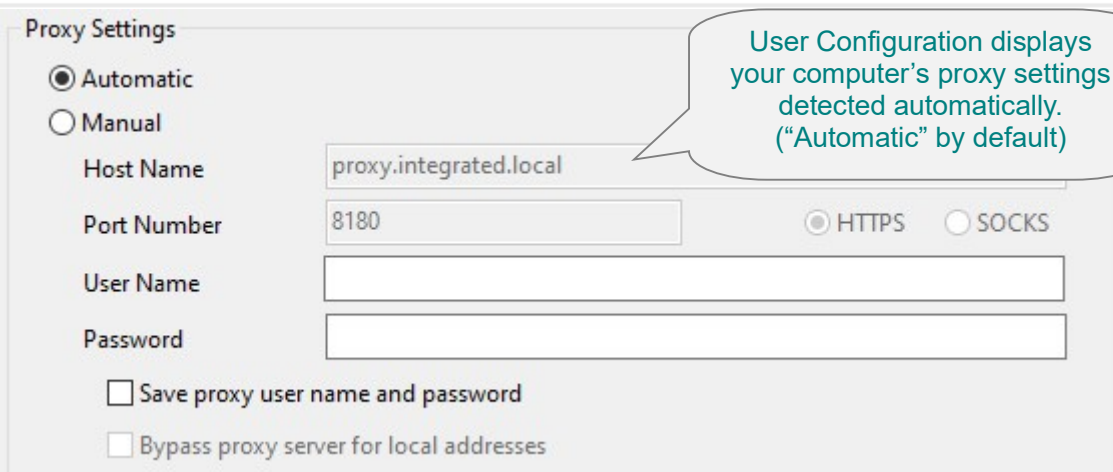 Proxy Settings
User Configuration displays
your computer's proxy settings
detected automatically.
(“Automatic” by default)
Automatic
Manual
Host Name proxy.integrated.local
Port Number 8180 HTTPS SOCKS
User Name
Password
Save proxy user name and password
Bypass proxy server for local addresses